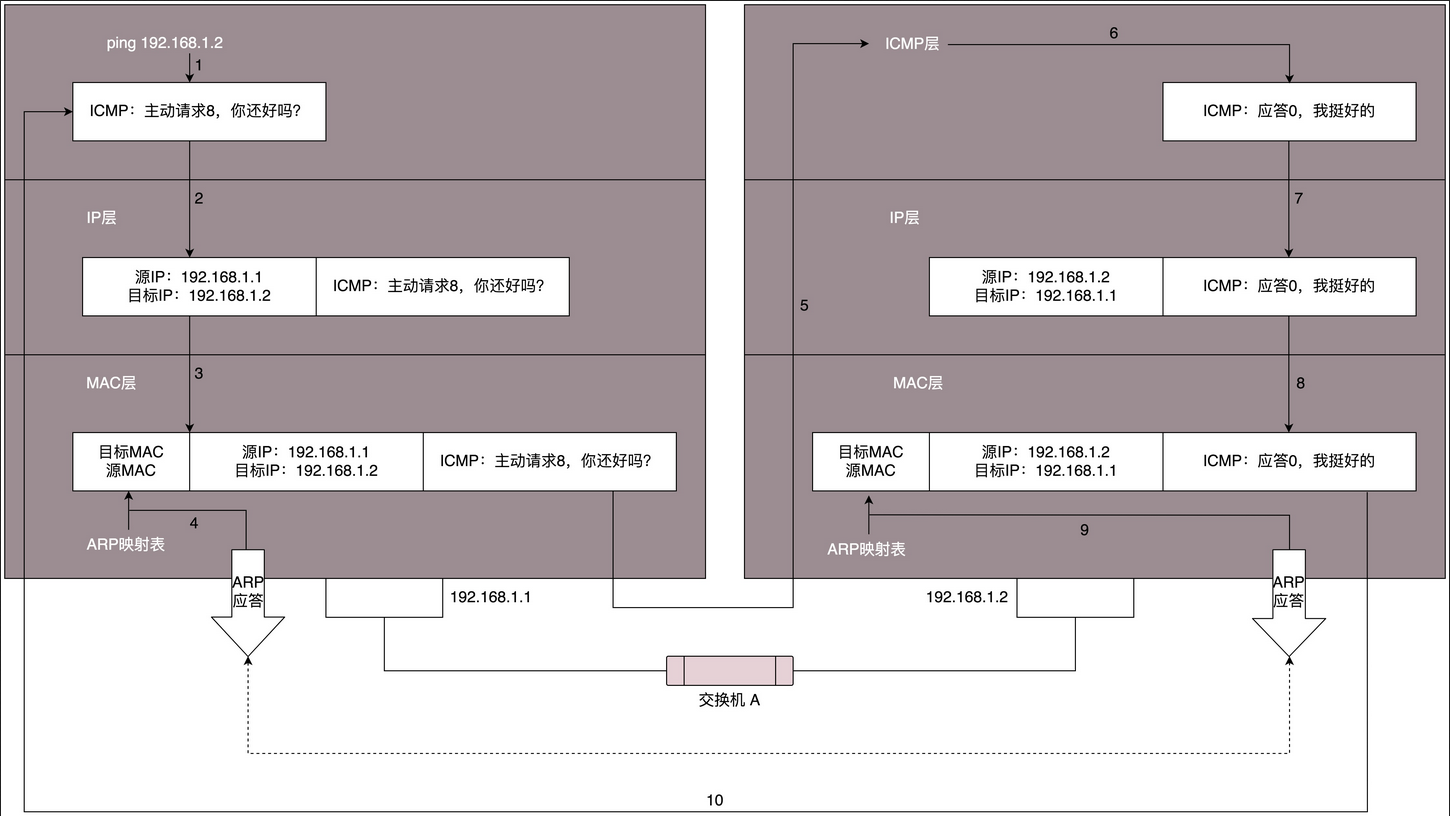 ping 192.168.1.2
1
ICMP：主动请求8，你还好吗？
2
IP层
源IP：192.168.1.1
目标IP：192.168.1.2
ICMP：主动请求8，你还好吗？
3
MAC层
目标MAC
源MAC
源IP：192.168.1.1
目标IP：192.168.1.2
ICMP：主动请求8，你还好吗？
4
ARP映射表
ARP
应答
192.168.1.1
5
ICMP层
6
ICMP：应答0，我挺好的
7
IP层
源IP：192.168.1.2
目标IP：192.168.1.1
ICMP：应答0，我挺好的
8
MAC层
目标MAC
源MAC
源IP：192.168.1.2
目标IP：192.168.1.1
ICMP：应答0，我挺好的
9
ARP映射表
ARP
应答
192.168.1.2
交换机 A
10